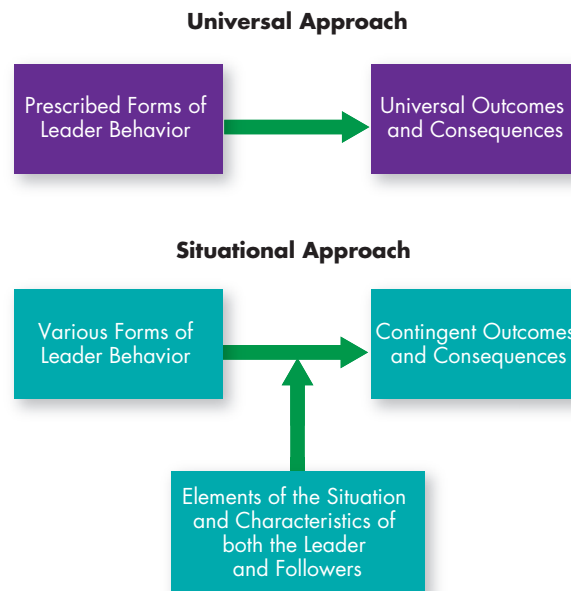 Universal Approach
Prescribed Forms of
Leader Behavior
Universal Outcomes
and Consequences
Situational Approach
Various Forms of
Leader Behavior
Contingent Outcomes
and Consequences
Elements of the Situation
and Characteristics of
both the Leader
and Followers